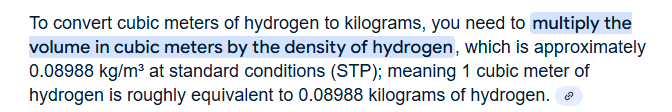 To convert cubic meters of hydrogen to kilograms, you need to multiply the
volume in cubic meters by the density of hydrogen, which is approximately
0.08988 kg/m³ at standard conditions (STP); meaning 1 cubic meter of
hydrogen is roughly equivalent to 0.08988 kilograms of hydrogen.